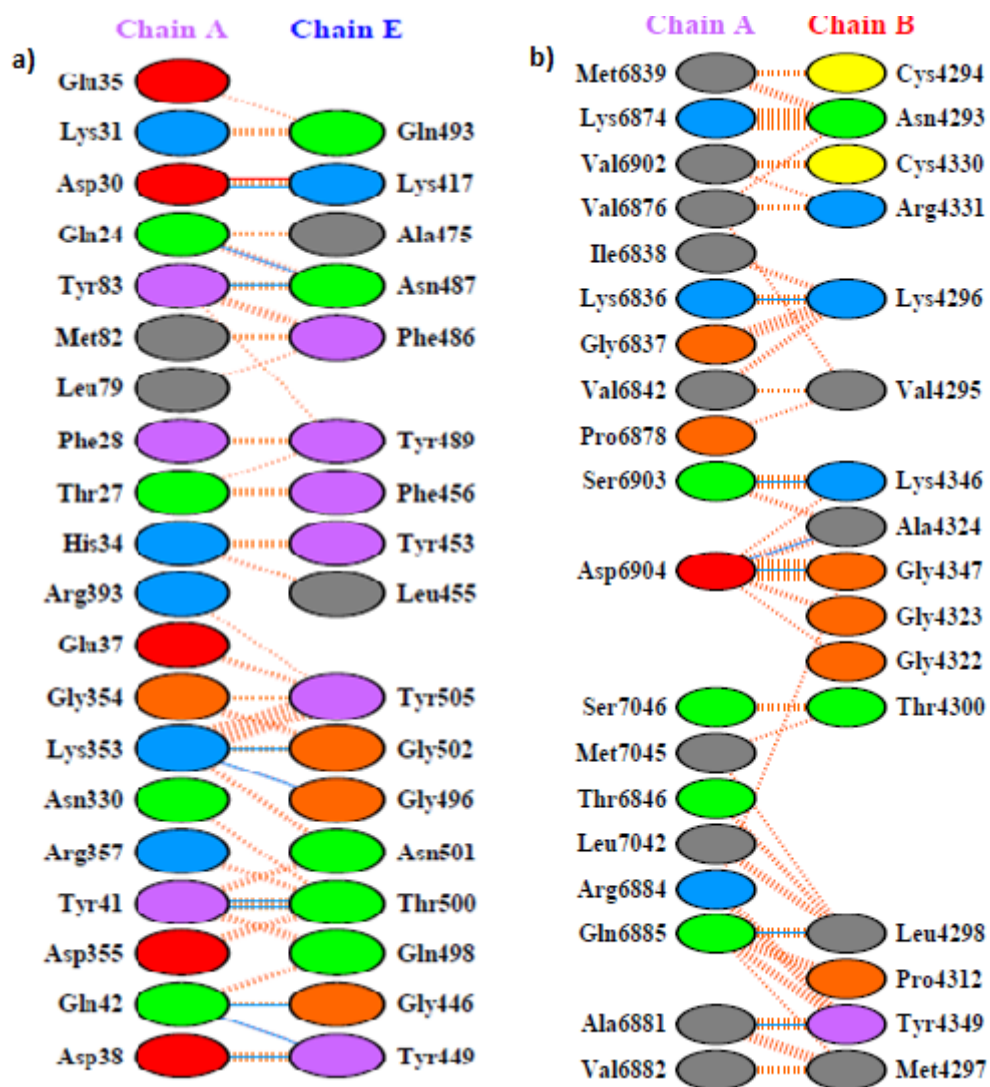 Chain A Chain E
a)
Glu35
Lys31 Gln493
Asp30 Lys417
Gln24 Ala475
Tyr83 Asn487
Met82 Phe486
Leu79
Phe28 Tyr489
Thr27 Phe456
His34 Tyr453
Arg393 Leu455
Glu37
Gly354 Tyr505
Lys353 Gly502
Asn330 Gly496
Arg357 Asn501
Tyr41 Thr500
Asp355 Gln498
Gln42 Gly446
Asp38 Tyr449
Chain A Chain B
b)
Met6839 Cys4294
Lys6874 Asn4293
Val6902 Cys4330
Val6876 Arg4331
Ile6838
Lys6836 Lys4296
Gly6837
Val6842 Val4295
Pro6878
Ser6903 Lys4346
Ala4324
Asp6904 Gly4347
Gly4323
Gly4322
Ser7046 Thr4300
Met7045
Thr6846
Leu7042
Arg6884
Gln6885 Leu4298
Pro4312
Ala6881 Tyr4349
Val6882 Met4297